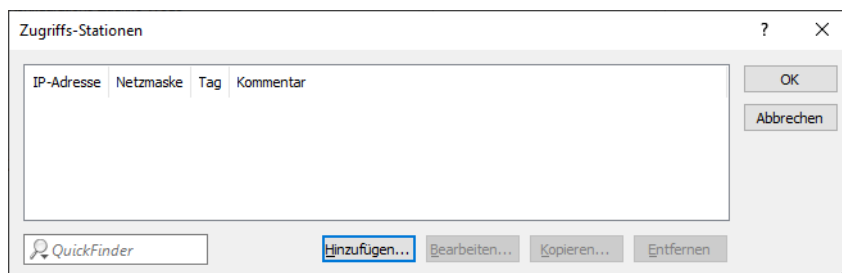 Zugriffs-Stationen ?
IP-Adresse Netzmaske Tag Kommentar
OK
Abbrechen
QuickFinder Hinzufügen... Bearbeiten... Kopieren... Entfernen